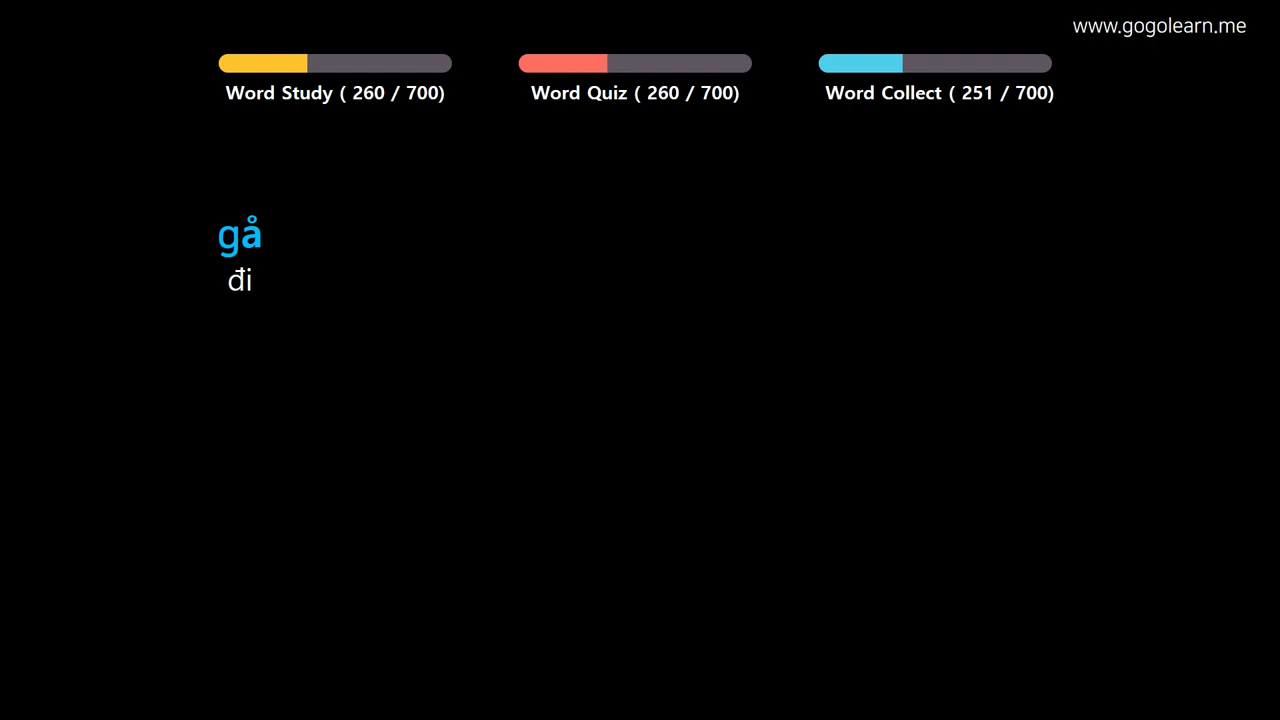 www.gogolearn.me
Word Study ( 260 / 700)
Word Quiz ( 260 / 700)
Word Collect ( 251 / 700)
gå
đi